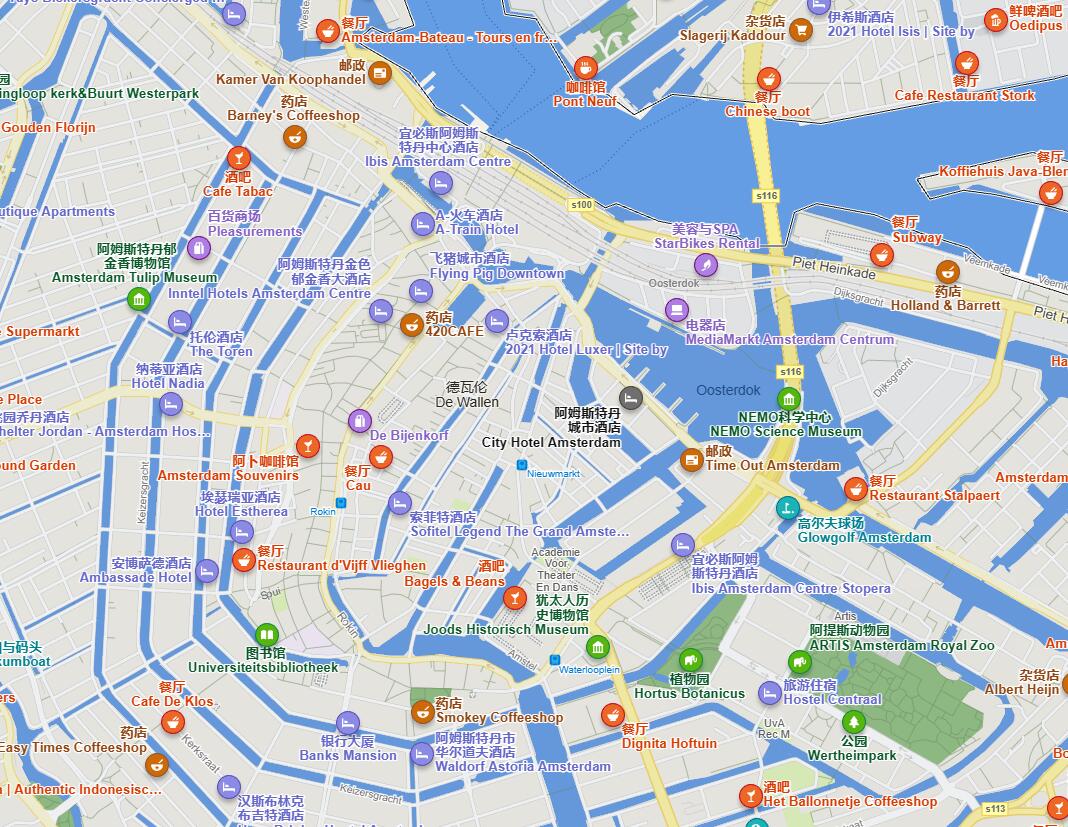 伊希斯酒店
2021 Hotel Isis | Site by
杂货店
Slagerij Kaddour
鲜啤酒吧
Oedipus
餐厅
Amsterdam-Bateau - Tours en fr...
邮政
Kamer Van Koophandel
咖啡馆
Pont Neuf
餐厅
Chinese boot
餐厅
Cafe Restaurant Stork
ingloop kerk&Buurt Westerpark
药店
Barney's Coffeeshop
Gouden Florijn
宜必斯阿姆斯
特丹中心酒店
Ibis Amsterdam Centre
餐厅
Koffiehuis Java-Bler
酒吧
Cafe Tabac
s116
s100
utique Apartments
百货商场
Pleasurements
A-火车酒店
A-Train Hotel
美容与SPA
StarBikes Rental
餐厅
Subway
阿姆斯特丹郁
金香博物馆
Amsterdam Tulip Museum
阿姆斯特丹金色
郁金香大酒店
Inntel Hotels Amsterdam Centre
飞猪城市酒店
Flying Pig Downtown
Oosterdok
Piet Heinkade
Veemkade
Veemk
Dijksgracht
药店
Holland & Barrett
Piet H
e Supermarkt
托伦酒店
The Toren
药店
420CAFE
卢克索酒店
2021 Hotel Luxer | Site by
电器店
MediaMarkt Amsterdam Centrum
纳蒂亚酒店
Hotel Nadia
德瓦伦
De Wallen
s116
Oosterdok
Dijksgracht
Ha
e Place
园乔丹酒店
helter Jordan - Amsterdam Hos...
De Bijenkorf
阿姆斯特丹
城市酒店
City Hotel Amsterdam
NEMO科学中心
NEMO Science Museum
ound Garden
阿卜咖啡馆
Amsterdam Souvenirs
餐厅
Cau
Nieuwmarkt
邮政
Time Out Amsterdam
Amsterdam
Keizersgracht
埃瑟瑞亚酒店
Hotel Estherea
Rokin
索菲特酒店
Sofitel Legend The Grand Amste...
餐厅
Restaurant Stalpaert
高尔夫球场
Glowgolf Amsterdam
安博萨德酒店
Ambassade Hotel
餐厅
Restaurant d'Vijff Vlieghen
酒吧
Bagels & Beans
Academie
Voor
Theater
En Dans
宜必斯阿姆
斯特丹酒店
Ibis Amsterdam Centre Stopera
Spui
Rokin
犹太人历
史博物馆
Joods Historisch Museum
Artis
阿提斯动物园
ARTIS Amsterdam Royal Zoo
与码头
kumboat
图书馆
Universiteitsbibliotheek
Amstel
Waterlooplein
植物园
Hortus Botanicus
旅游住宿
Hostel Centraal
杂货店
Albert Heijn
餐厅
Cafe De Klos
药店
Smokey Coffeeshop
UvA
Rec M
公园
Wertheimpark
药店
Easy Times Coffeeshop
Kerksraat
银行大厦
Banks Mansion
阿姆斯特丹市
华尔道夫酒店
Waldorf Astoria Amsterdam
餐厅
Dignita Hoftuin
| Authentic Indonesisc...
汉斯布林克
布吉特酒店
Keizersgracht
酒吧
Het Ballonnetje Coffeeshop
s113